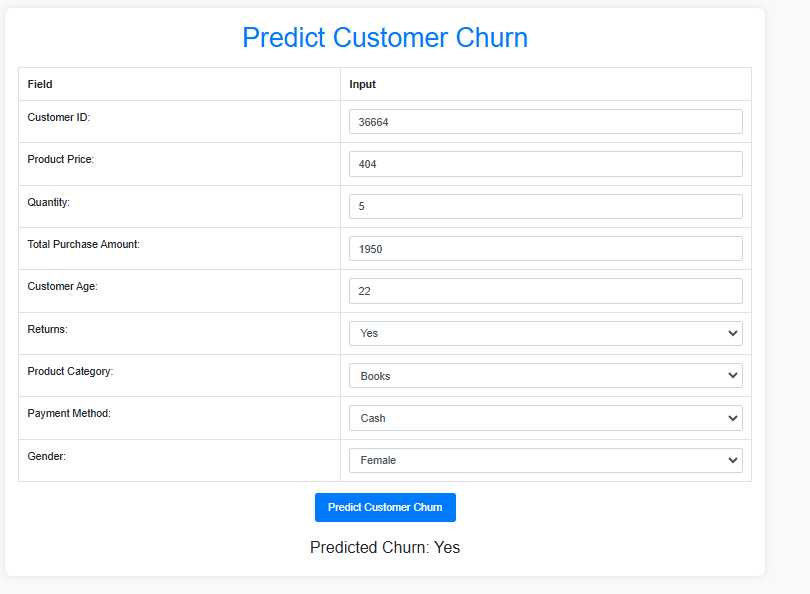 Predict Customer Churn
Field Input
Customer ID: 36664
Product Price: 404
Quantity: 5
Total Purchase Amount: 1950
Customer Age: 22
Returns: Yes
Product Category: Books
Payment Method: Cash
Gender: Female
Predict Customer Churn
Predicted Churn: Yes